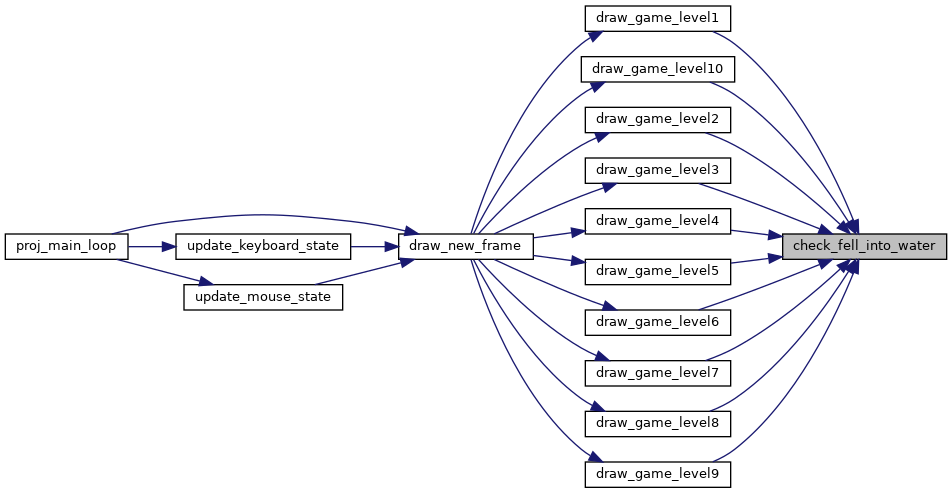 draw_game_level1
draw_game_level10
draw_game_level2
draw_game_level3
draw_game_level4
proj_main_loop
update_keyboard_state
draw_new_frame
check_fell_into_water
draw_game_level5
update_mouse_state
draw_game_level6
draw_game_level7
draw_game_level8
draw_game_level9